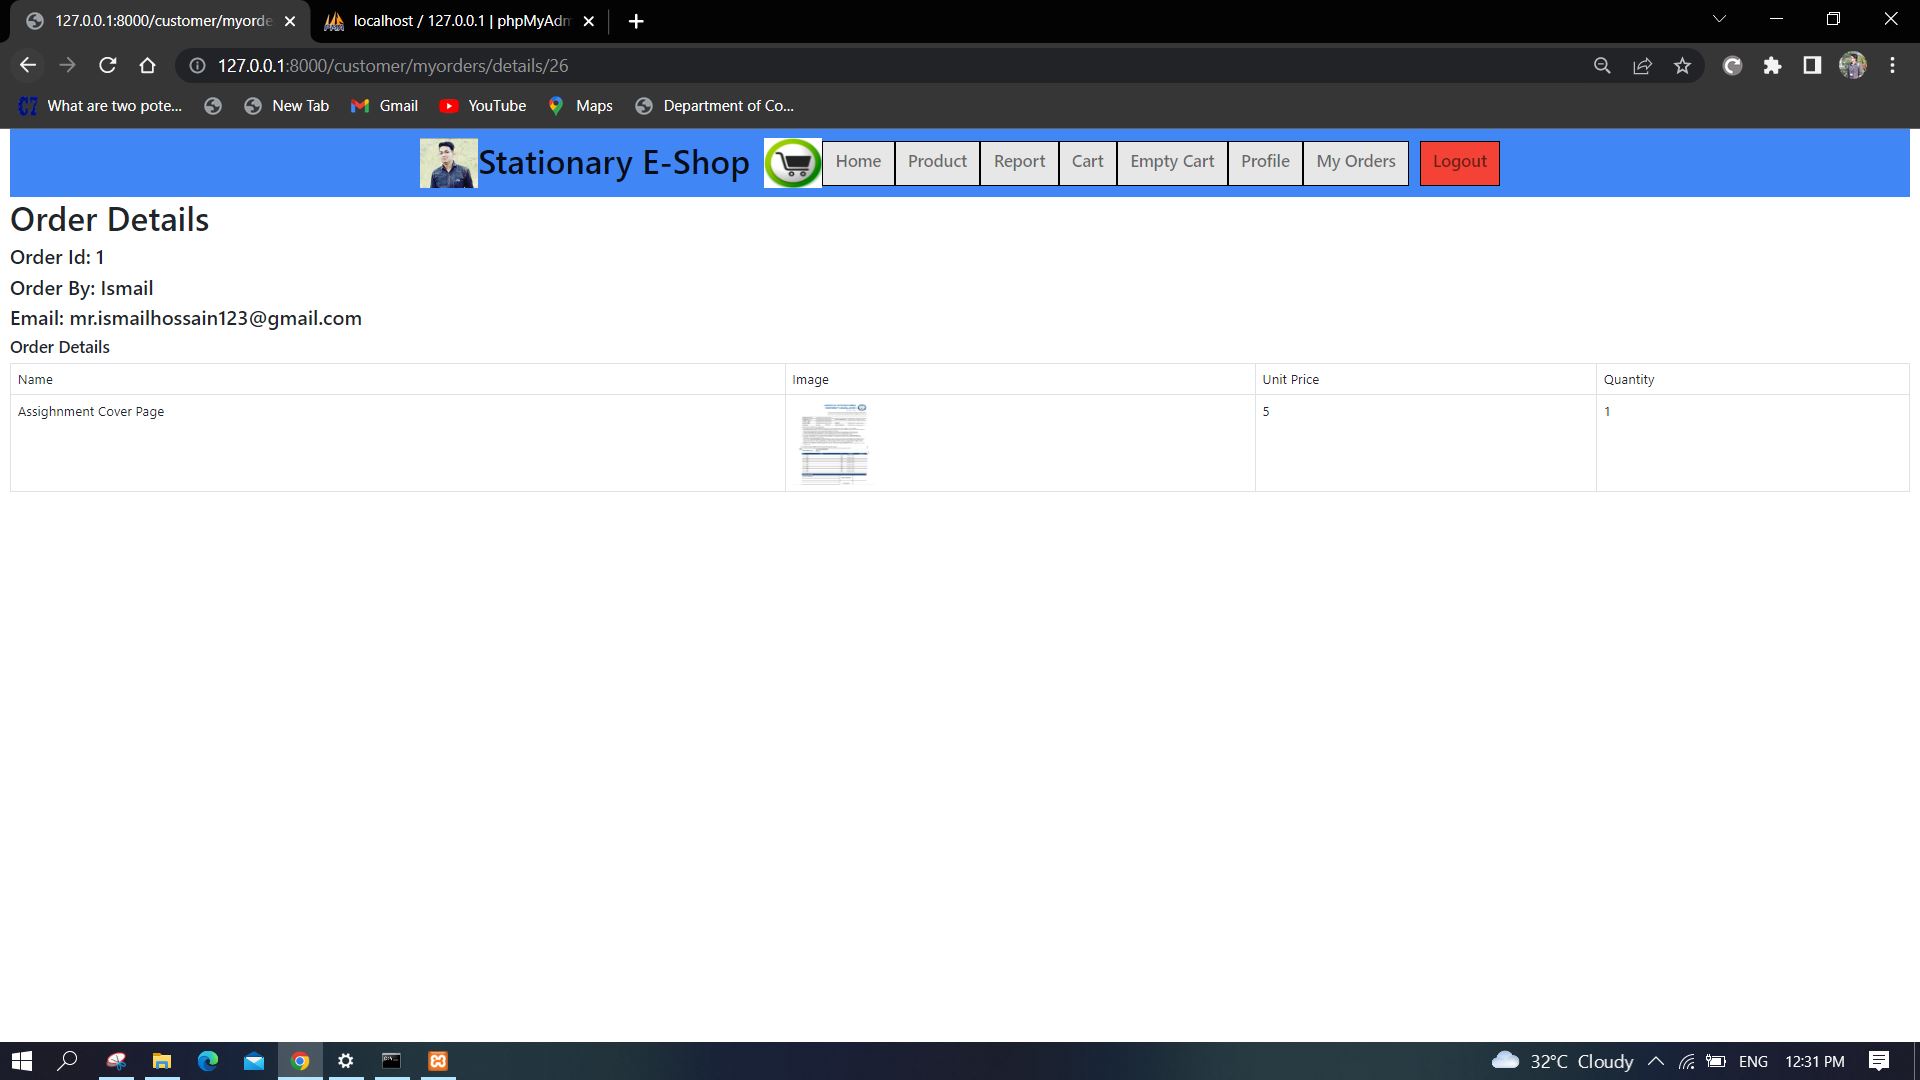 127.0.0.1:8000/customer/myorde
localhost / 127.0.0.1 | phpMyAdm
127.0.0.1:8000/customer/myorders/details/26
What are two pote...
New Tab
Gmail
YouTube
Maps
Department of Co...
Stationary E-Shop
Home
Product
Report
Cart
Empty Cart
Profile
My Orders
Logout
Order Details
Order Id: 1
Order By: Ismail
Email: mr.ismailhossain123@gmail.com
Order Details
Name Image Unit Price Quantity
Assighnment Cover Page 5 1
32°C Cloudy ENG 12:31 PM